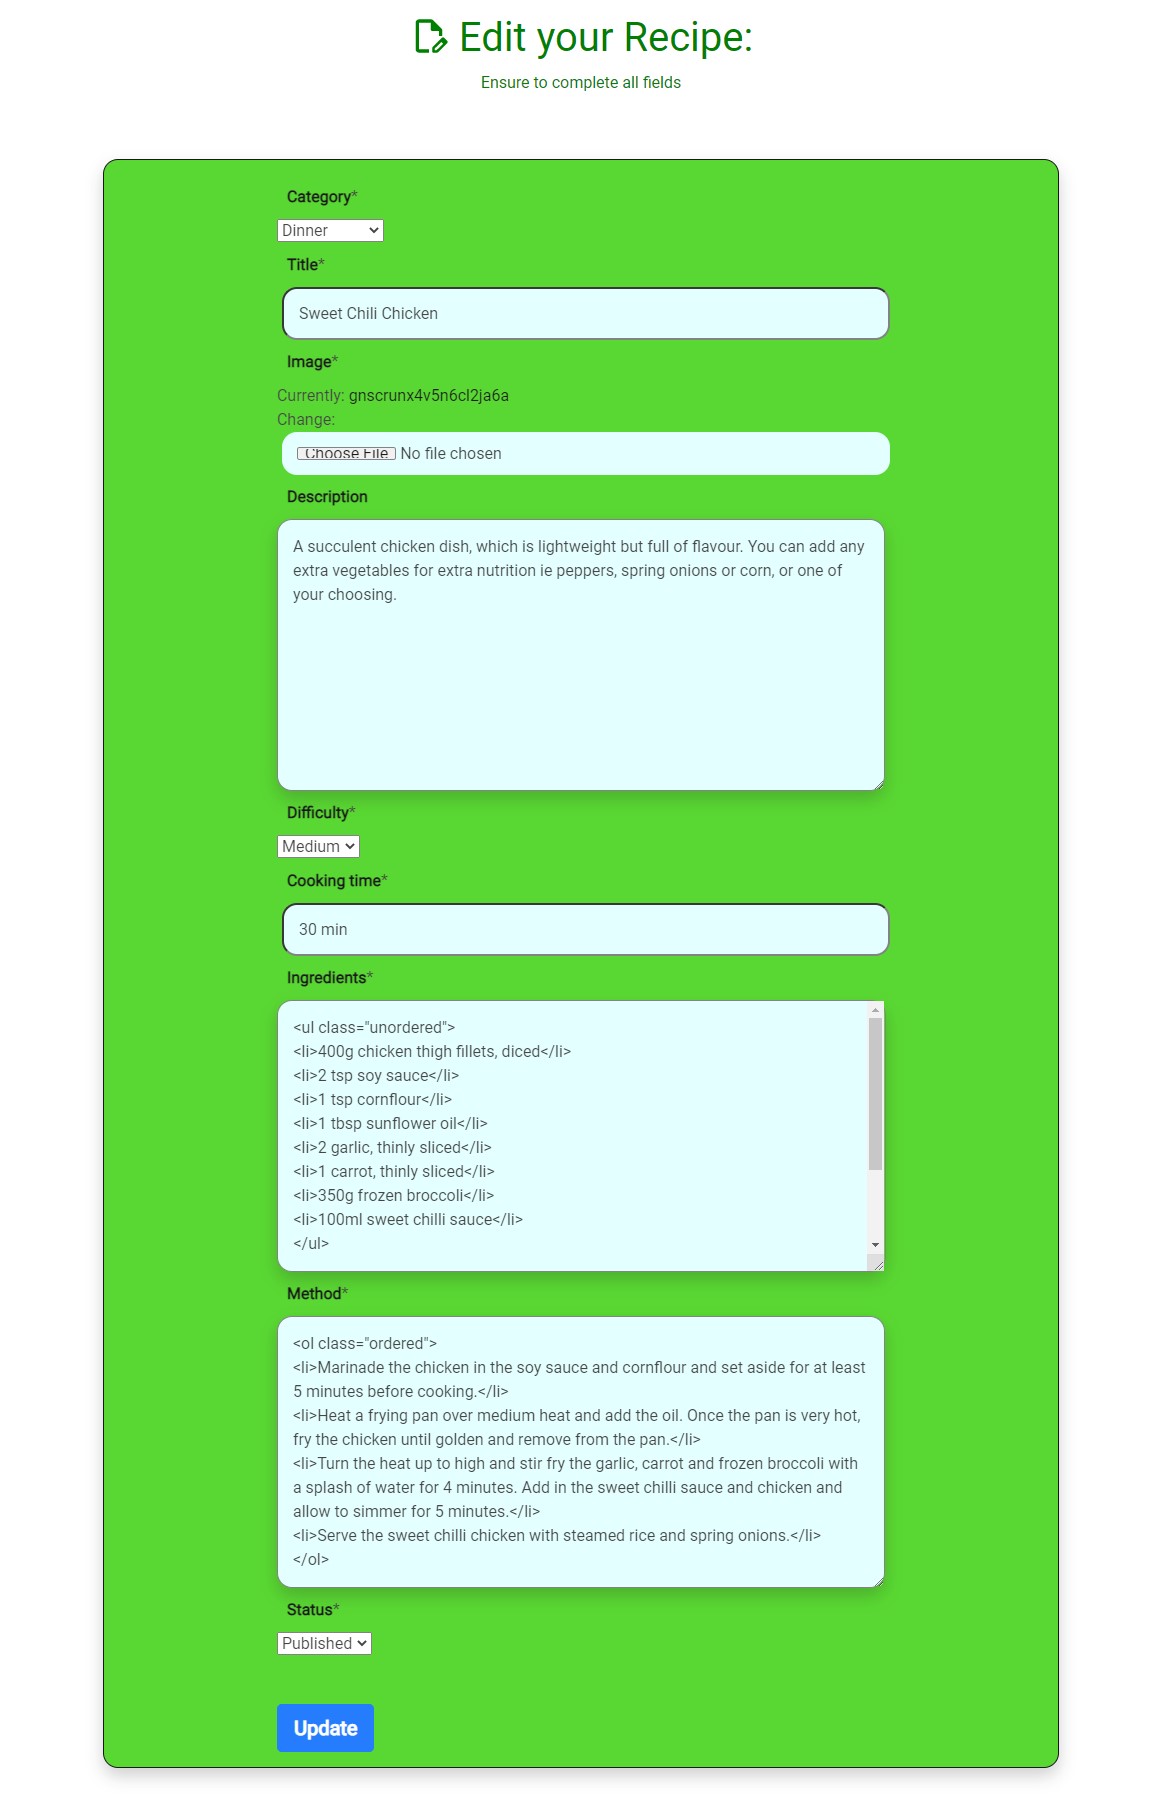 Edit your Recipe:
Ensure to complete all fields
Category*
Dinner
Title*
Sweet Chili Chicken
Image*
Currently: gnscrunx4v5n6cl2ja6a
Change:
Choose File No file chosen
Description
A succulent chicken dish, which is lightweight but full of flavour. You can add any
extra vegetables for extra nutrition ie peppers, spring onions or corn, or one of
your choosing.
Difficulty*
Medium
Cooking time*
30 min
Ingredients*
<ul class="unordered">
<li>400g chicken thigh fillets, diced</li>
<li>2 tsp soy sauce</li>
<li>1 tsp cornflour</li>
<li>1 tbsp sunflower oil</li>
<li>2 garlic, thinly sliced</li>
<li>1 carrot, thinly sliced</li>
<li>350g frozen broccoli</li>
<li>100ml sweet chilli sauce</li>
</ul>
Method*
<ol class="ordered">
<li>Marinade the chicken in the soy sauce and cornflour and set aside for at least
5 minutes before cooking.</li>
<li>Heat a frying pan over medium heat and add the oil. Once the pan is very hot,
fry the chicken until golden and remove from the pan.</li>
<li>Turn the heat up to high and stir fry the garlic, carrot and frozen broccoli with
a splash of water for 4 minutes. Add in the sweet chilli sauce and chicken and
allow to simmer for 5 minutes.</li>
<li>Serve the sweet chilli chicken with steamed rice and spring onions.</li>
</ol>
Status*
Published
Update